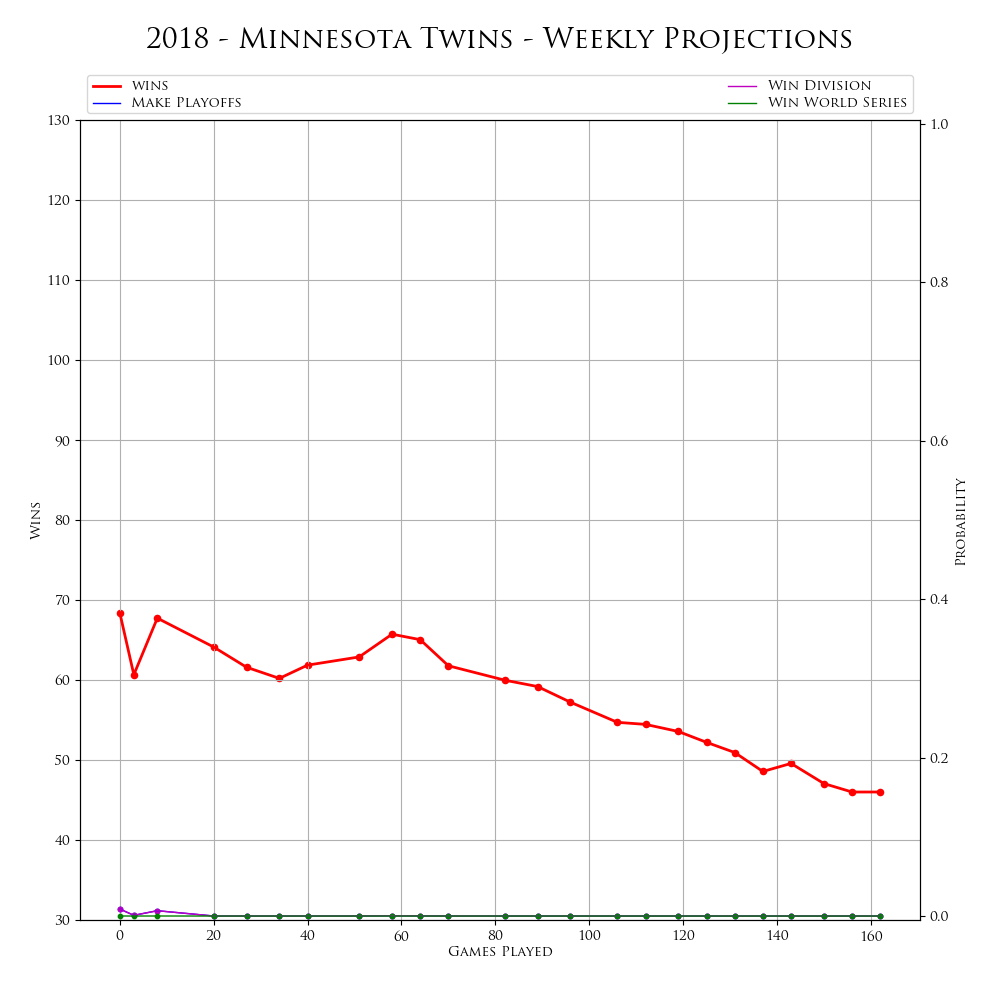 2018 - Minnesota Twins - Weekly Projections
wins
Make Playoffs
Win Division
Win World Series
130
120
110
100
90
80
70
60
50
40
30
Wins
1.0
0.8
0.6
0.4
0.2
0.0
Probability
0 20 40 60 80 100 120 140 160
Games Played